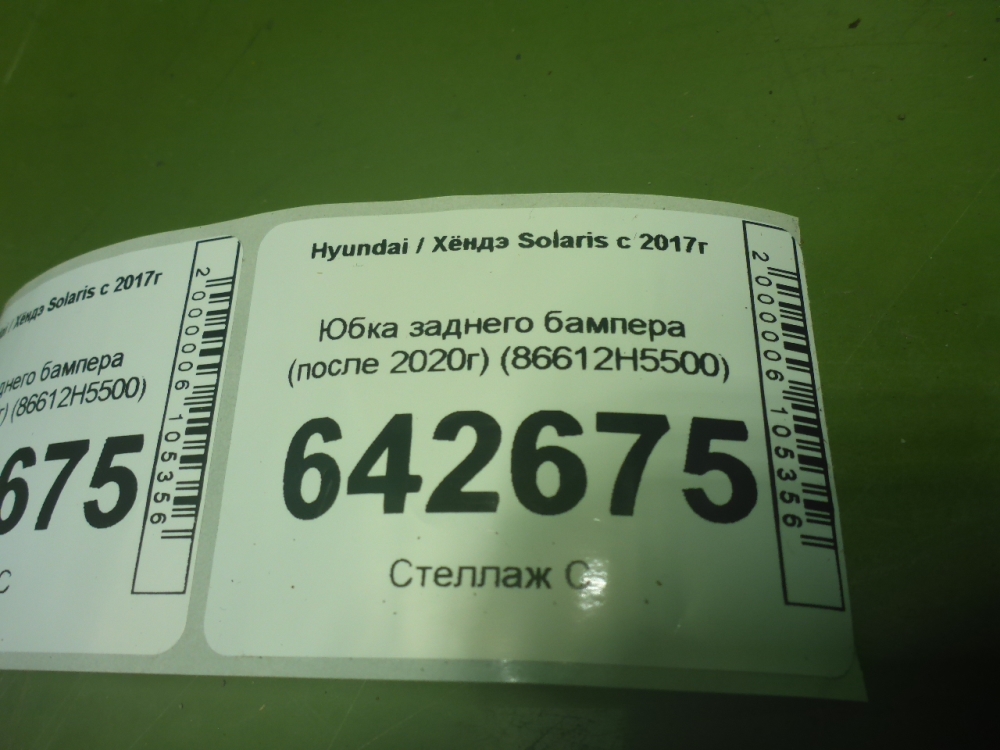 Hyundai / Хёндэ Solaris с 2017г
Юбка заднего бампера
(после 2020г) (86612H5500)
642675
Стеллаж С
2000006105356
/ Хёндэ Solaris с 2017г
бампера
(86612H5500)
675
С
2000006105356